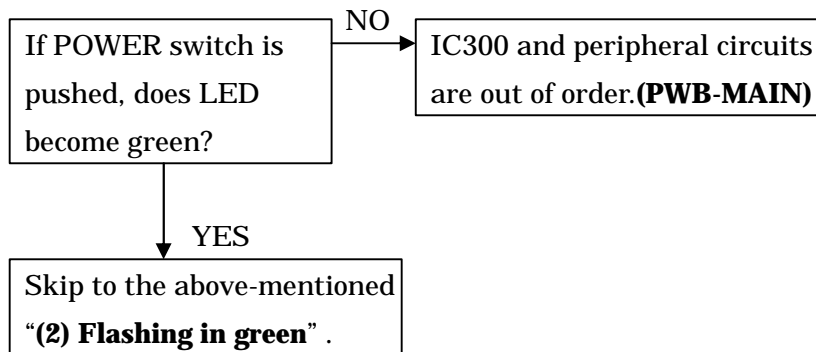 If POWER switch is
pushed, does LED
become green?
NO
IC300 and peripheral circuits
are out of order.(PWB-MAIN)
YES
Skip to the above-mentioned
“(2) Flashing in green” .